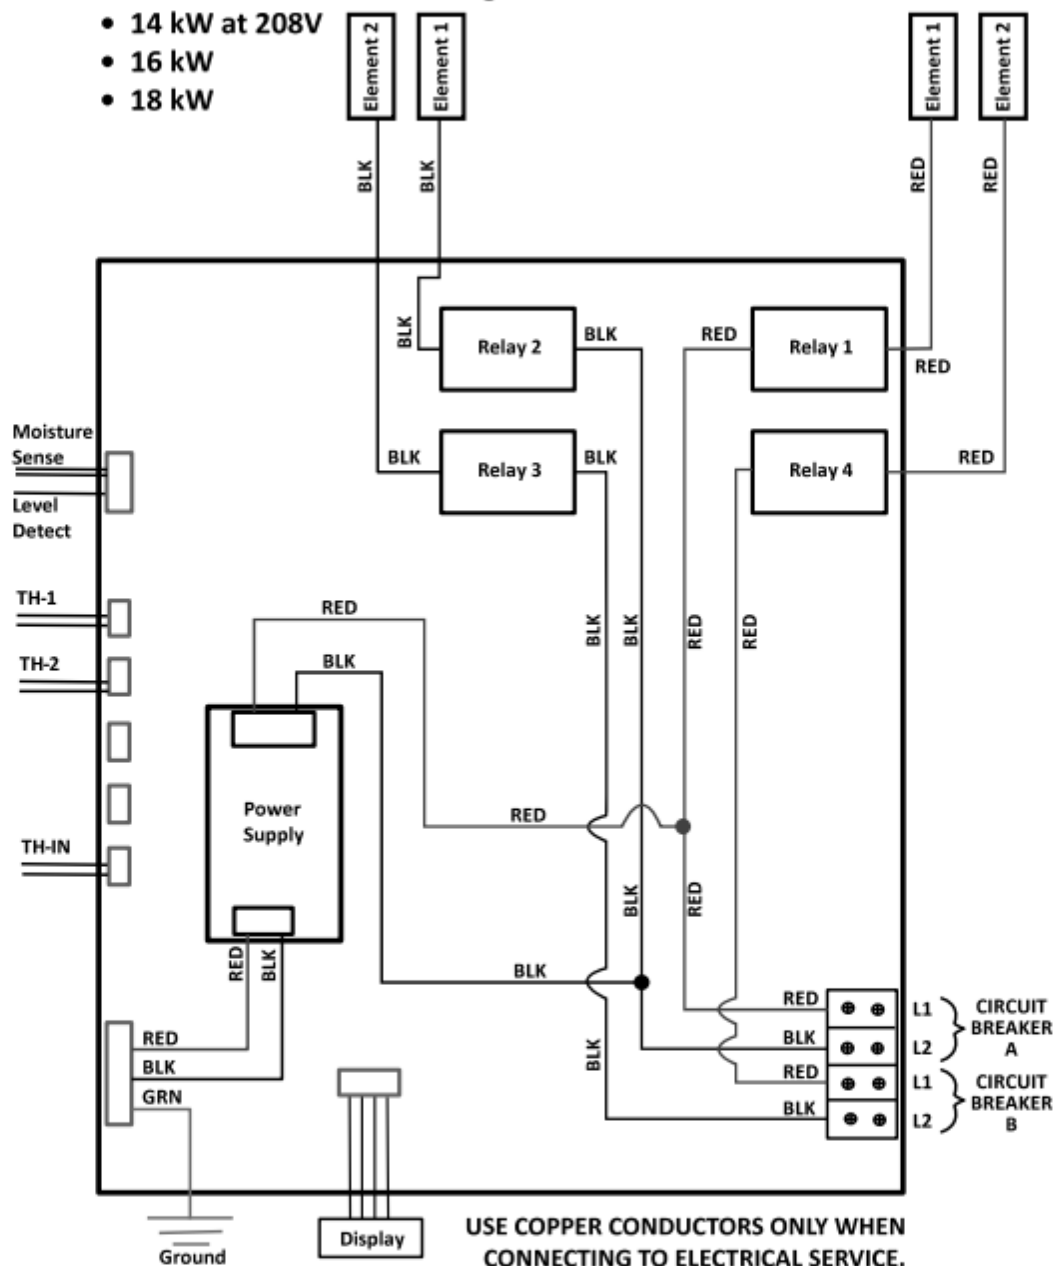 • 14 kW at 208V
• 16 kW
• 18 kW
Element 2
Element 1
Element 1
Element 2
BLK
BLK
RED
RED
BLK
Relay 2
BLK
RED
Relay 1
RED
BLK
Relay 3
BLK
Relay 4
RED
Moisture
Sense
Level
Detect
TH-1
TH-2
TH-IN
RED
BLK
BLK
BLK
RED
RED
Power
Supply
RED
BLK
RED
BLK
RED
BLK
RED
BLK
GRN
BLK
RED
BLK
RED
BLK
L1
L2
L1
L2
CIRCUIT
BREAKER
A
CIRCUIT
BREAKER
B
Ground
Display
USE COPPER CONDUCTORS ONLY WHEN
CONNECTING TO ELECTRICAL SERVICE.